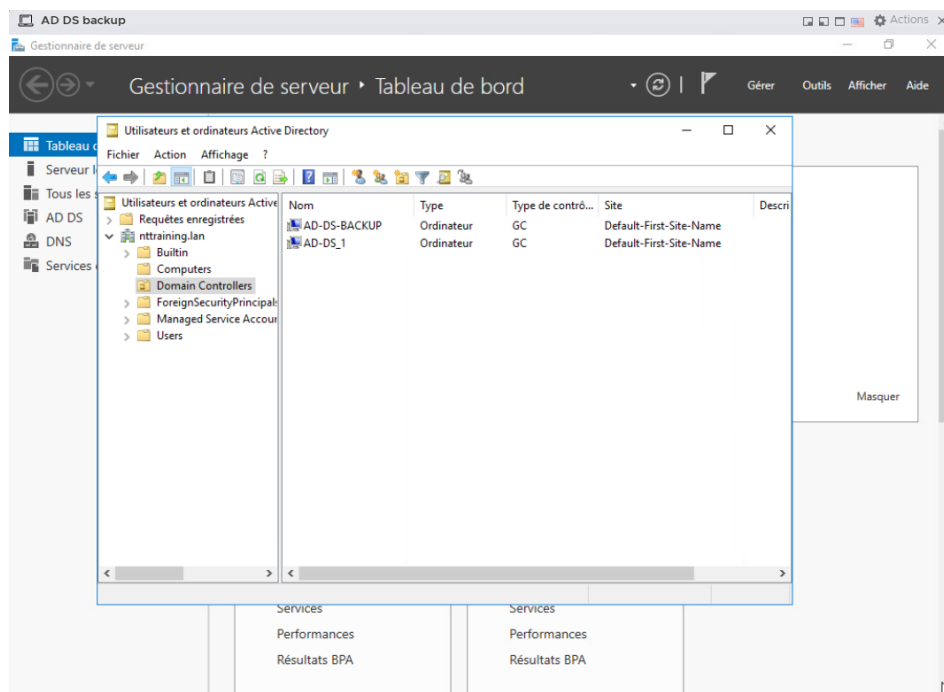 AD DS backup
Actions
Gestionnaire de serveur
Gestionnaire de serveur ‣ Tableau de bord
Gérer Outils Afficher Aide
Tableau
Serveur l
Tous les s
AD DS
DNS
Services
Utilisateurs et ordinateurs Active Directory
Fichier Action Affichage ?
Utilisateurs et ordinateurs Active
Requêtes enregistrées
nttraining.lan
Builtin
Computers
Domain Controllers
ForeignSecurityPrincipals
Managed Service Accoun
Users
Nom Type Type de contrô... Site Descri
AD-DS-BACKUP Ordinateur GC Default-First-Site-Name
AD-DS_1 Ordinateur GC Default-First-Site-Name
Masquer
Services Services
Performances Performances
Résultats BPA Résultats BPA